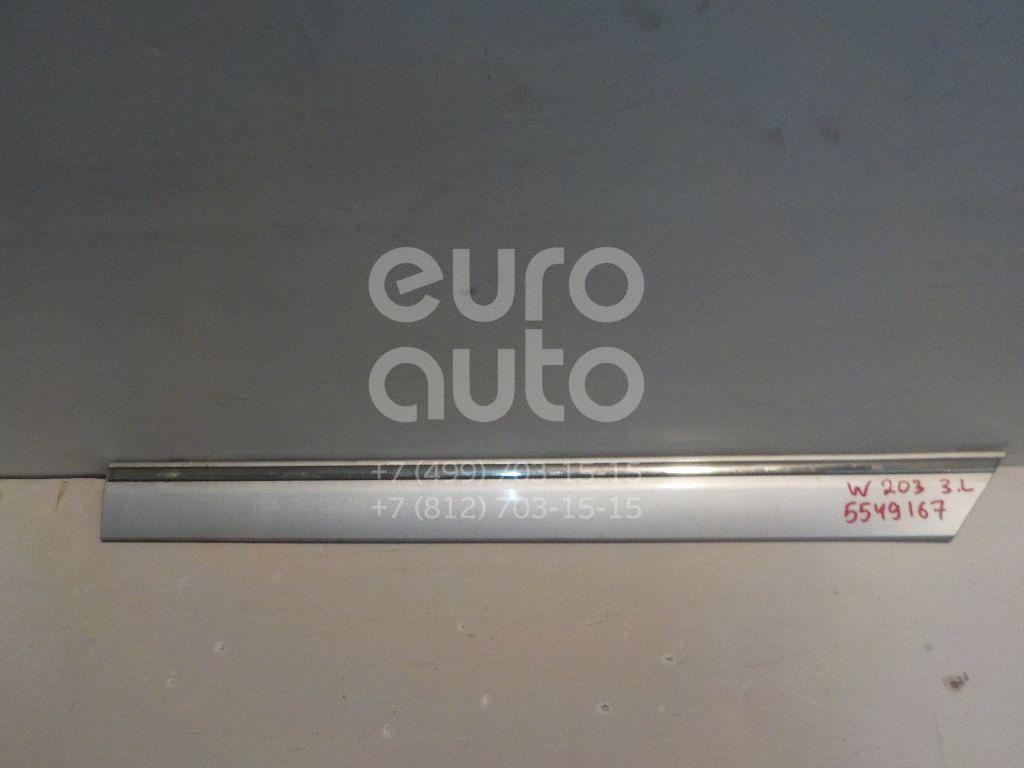 euro
auto
+7 (499) 703-15-15
+7 (812) 703-15-15
W 203 3.L
5549167